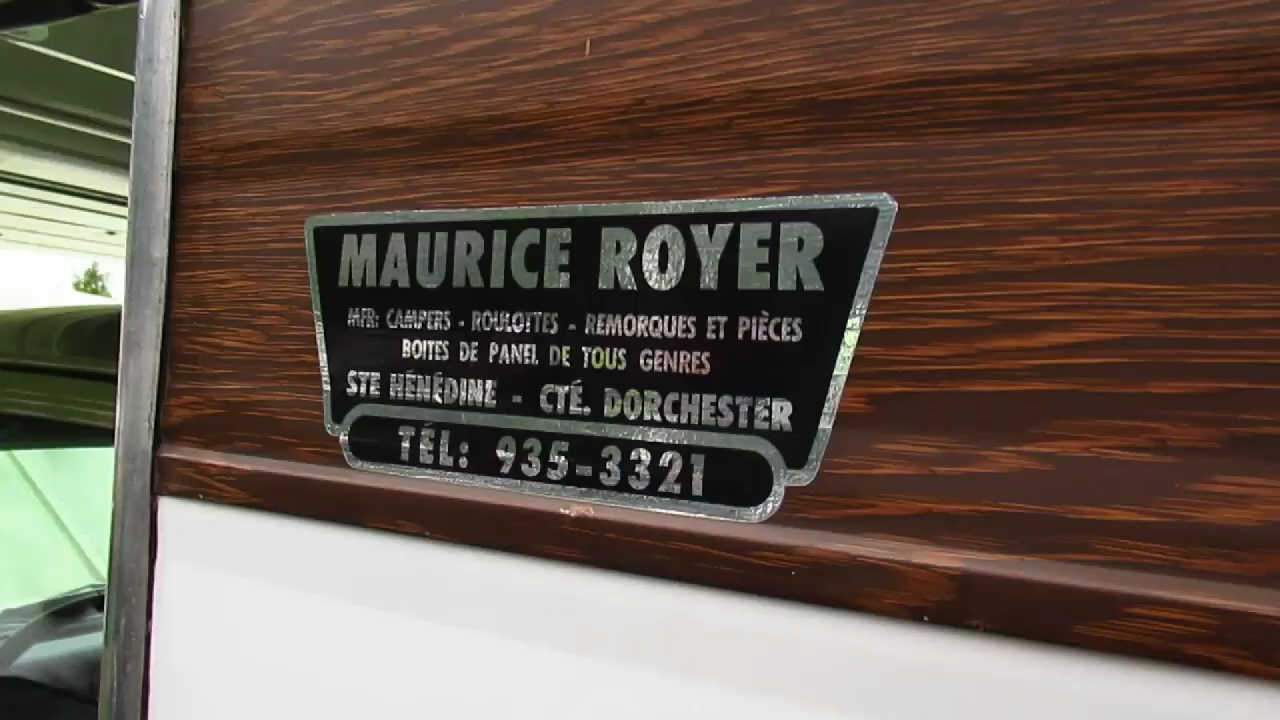 MAURICE ROYER
MFR: CAMPERS - ROULOTTES - REMORQUES ET PIÈCES
BOITES DE PANEL DE TOUS GENRES
STE HÉNÉDINE - CTÉ. DORCHESTER
TÉL: 935-3321